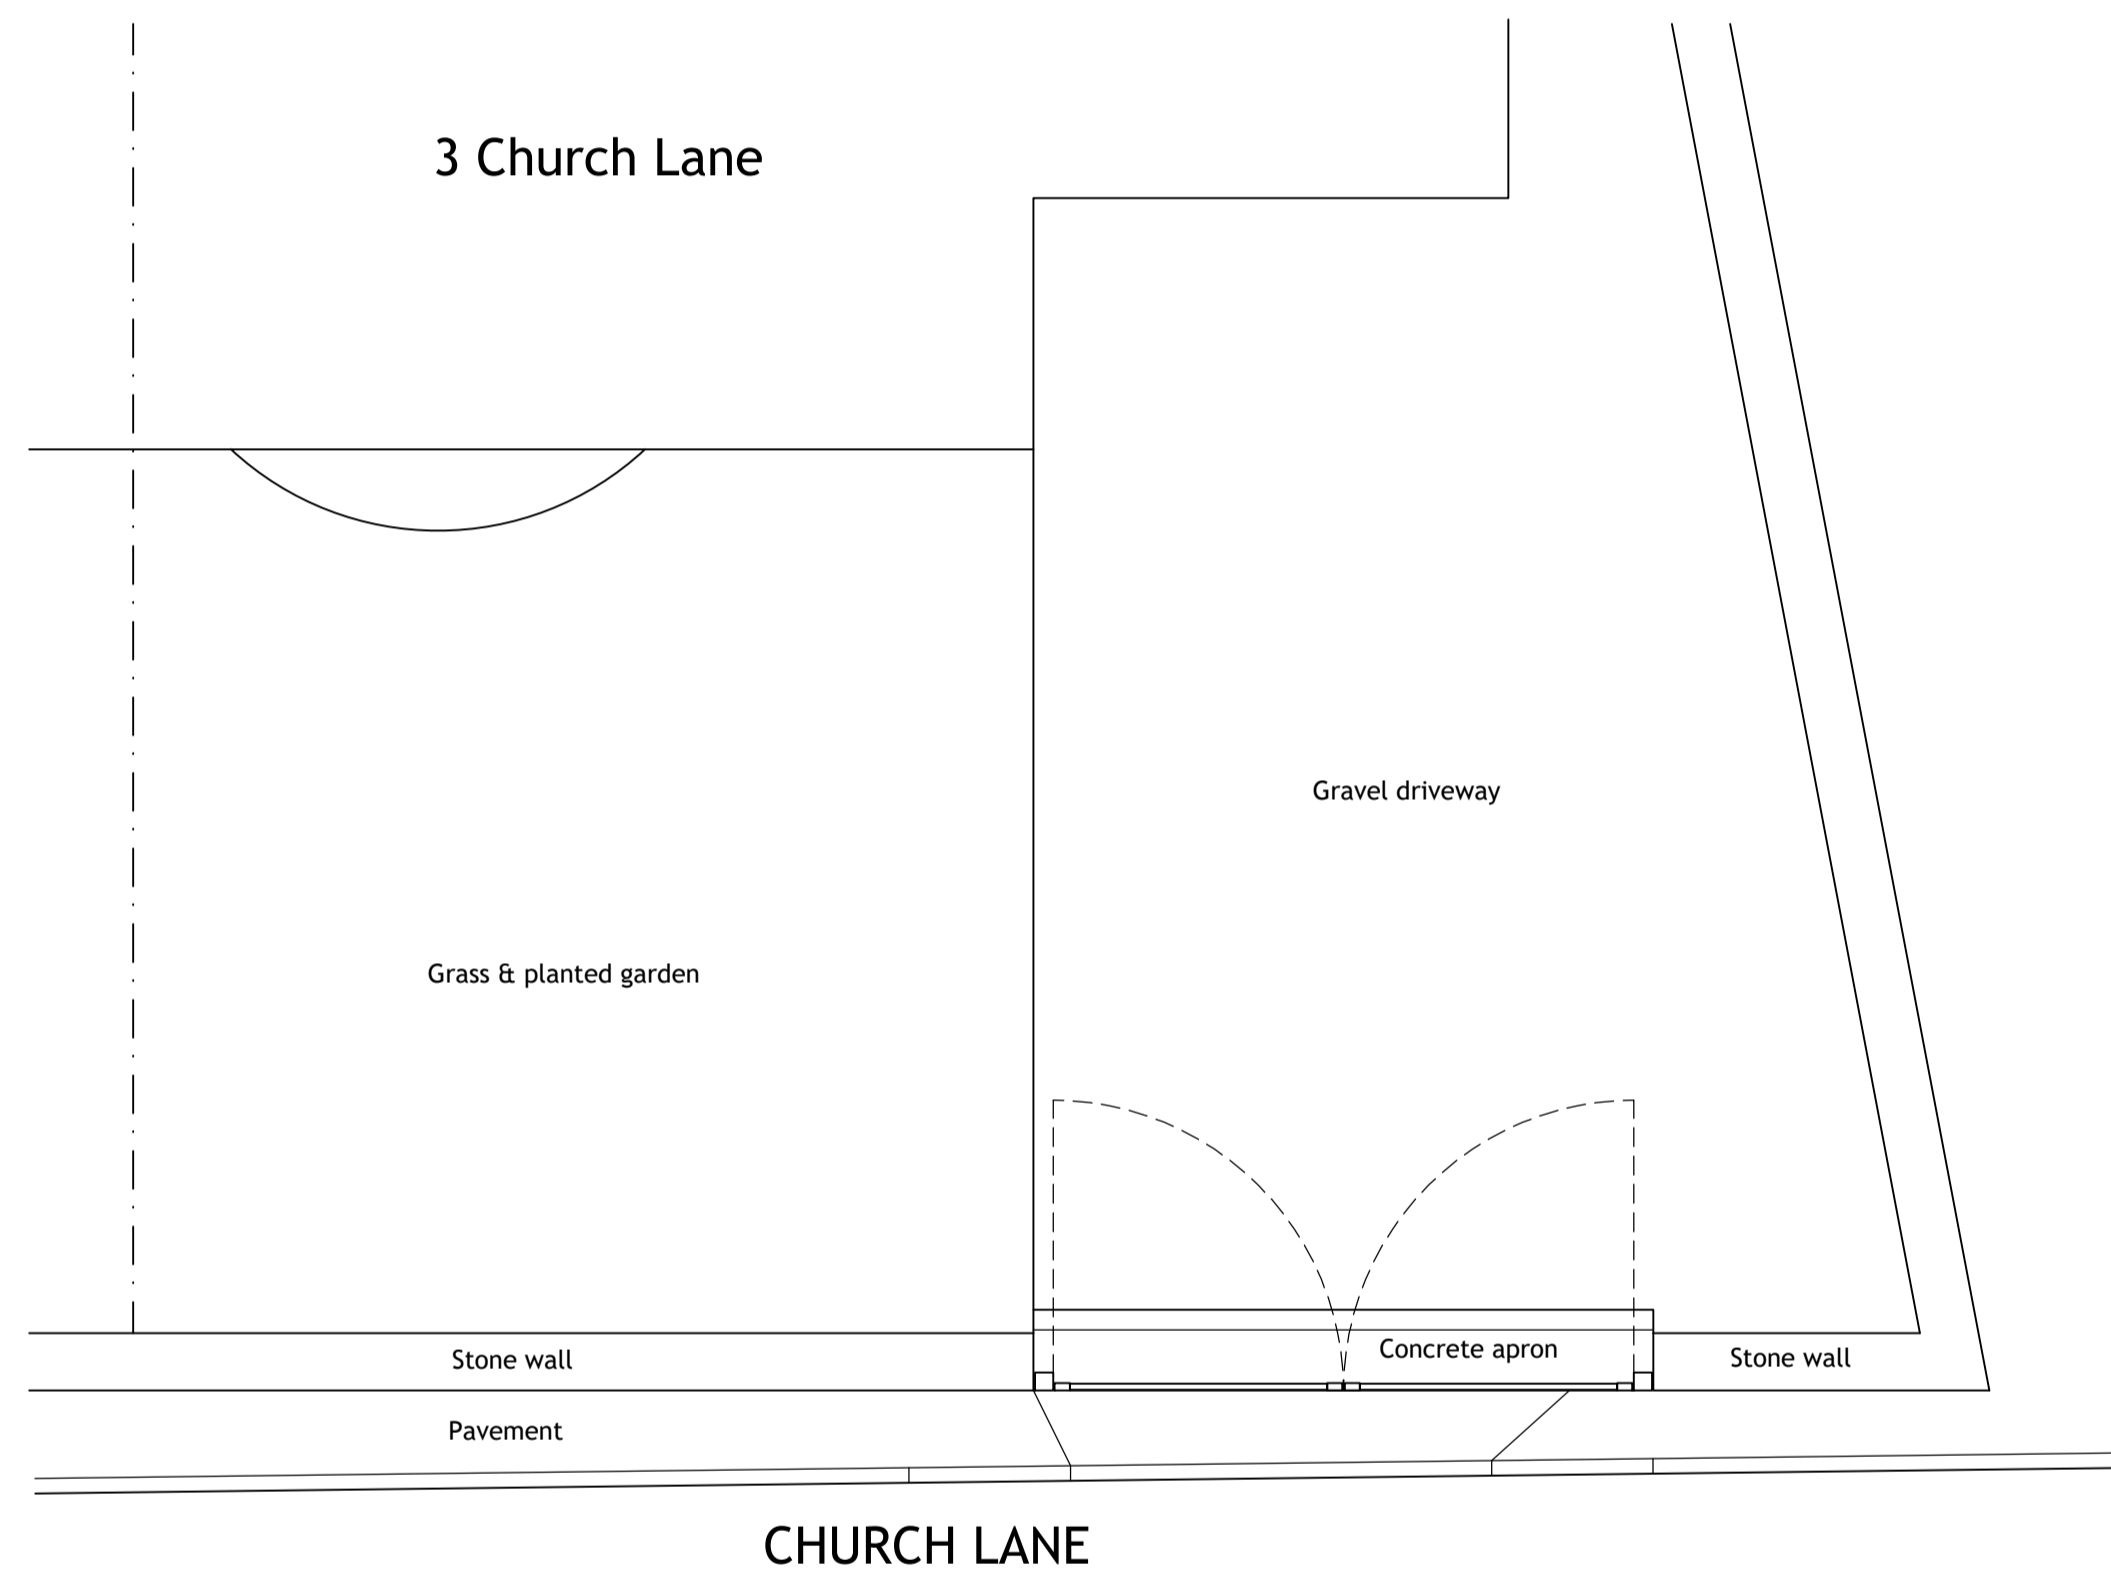 3 Church Lane
Gravel driveway
Grass & planted garden
Concrete apron
Stone wall
Stone wall
Pavement
CHURCH LANE